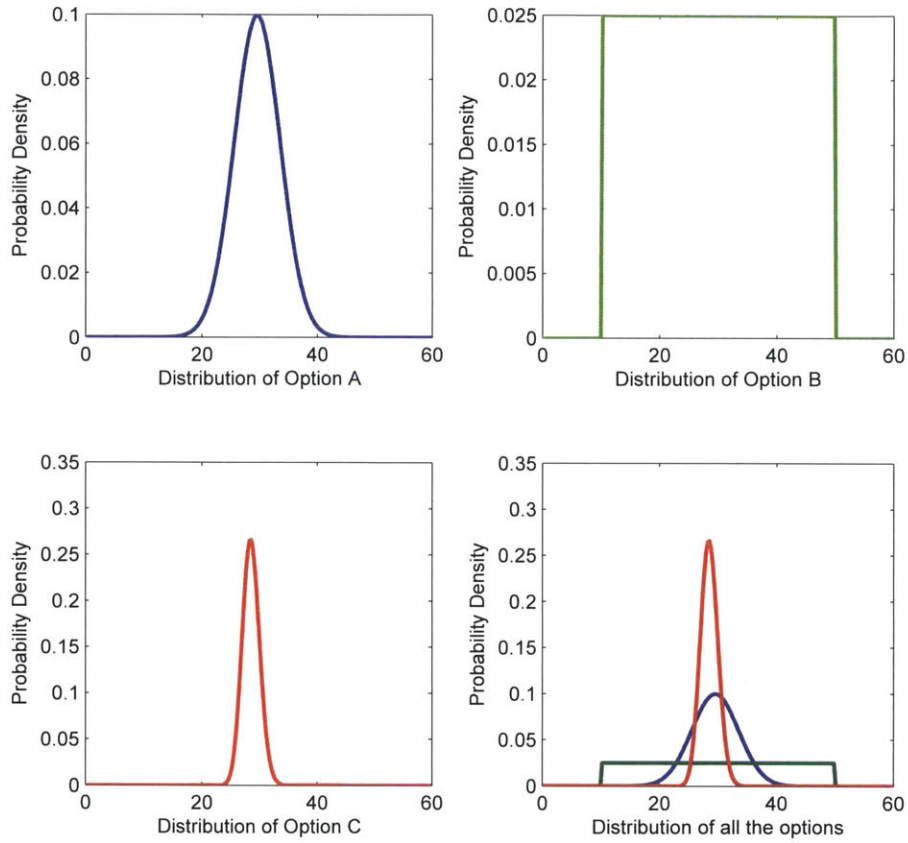 0.1
0.08
0.06
0.04
0.02
0
Probability Density
0 20 40 60
Distribution of Option A
0.025
0.02
0.015
0.01
0.005
0
Probability Density
0 20 40 60
Distribution of Option B
0.35
0.3
0.25
0.2
0.15
0.1
0.05
0
Probability Density
0 20 40 60
Distribution of Option C
0.35
0.3
0.25
0.2
0.15
0.1
0.05
0
Probability Density
0 20 40 60
Distribution of all the options